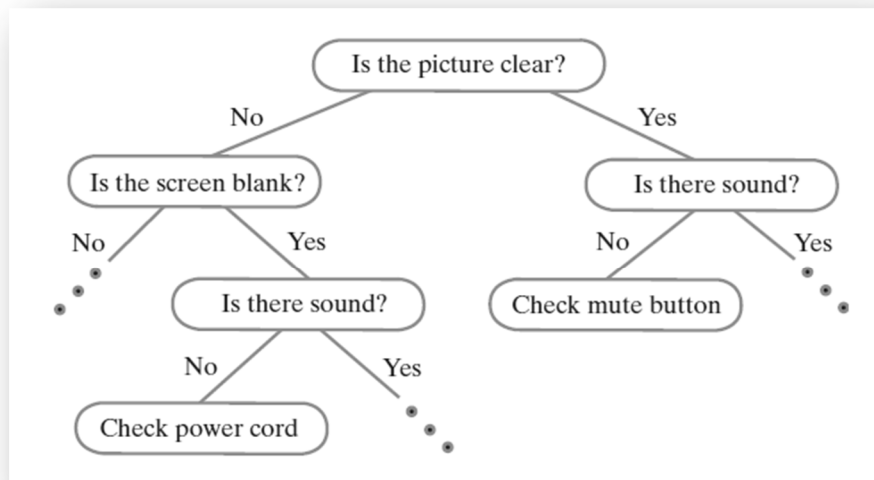 Is the picture clear?
No
Yes
Is the screen blank?
Is there sound?
No
Yes
No
Yes
Is there sound?
Check mute button
No
Yes
Check power cord